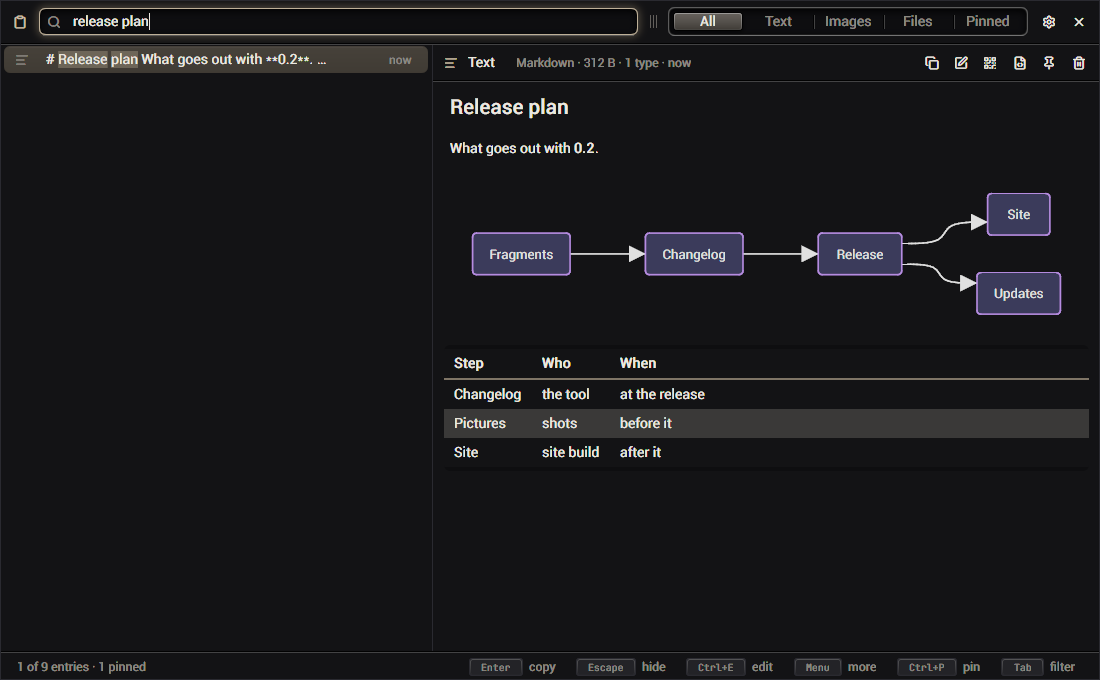 release plan
All Text Images Files Pinned
# Release plan What goes out with **0.2**. ... now
Text Markdown · 312 B · 1 type · now
Release plan
What goes out with 0.2.
Site
Fragments Changelog Release
Updates
Step Who When
Changelog the tool at the release
Pictures shots before it
Site site build after it
1 of 9 entries · 1 pinned
Enter copy Escape hide Ctrl+E edit Menu more Ctrl+P pin Tab filter